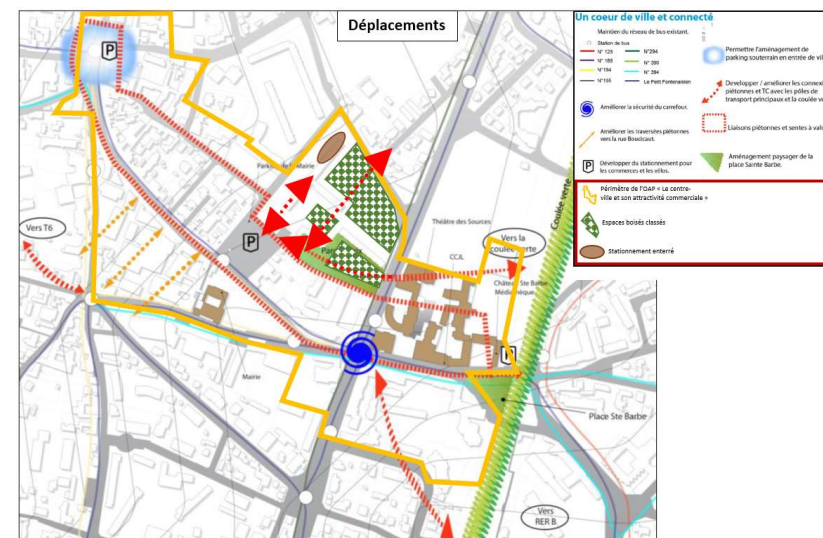 Déplacements
Un coeur de ville et connecté
Maintien du réseau de bus existant.
Station de bus
N° 128
N°294
N° 188
N° 390
N°194
N° 394
N°195
Le Petit Fontenaisien
Améliorer la sécurité du carrefour.
Améliorer les traversées piétonnes
vers la rue Boucicaut.
P
Développer du stationnement pour
les commerces et les vélos.
Permettre l'aménagement de
parking souterrain en entrée de vil
Developper / améliorer les connexi
piétonnes et TC avec les pôles de
transport principaux et la coulée ve
Liaisons piétonnes et sentes à valo
Aménagement paysager de la
place Sainte Barbe.
Périmètre de l'OAP « Le centre-
ville et son attractivité commerciale »
Espaces boisés classés
Stationnement enterré
P
Vers T6
P
Théâtre des Sources
Vers la
coulée verte
Coulée verte
CCJL
Château Ste Barbe
Médiathèque
P
Mairie
Place Ste Barbe
Vers
RER B